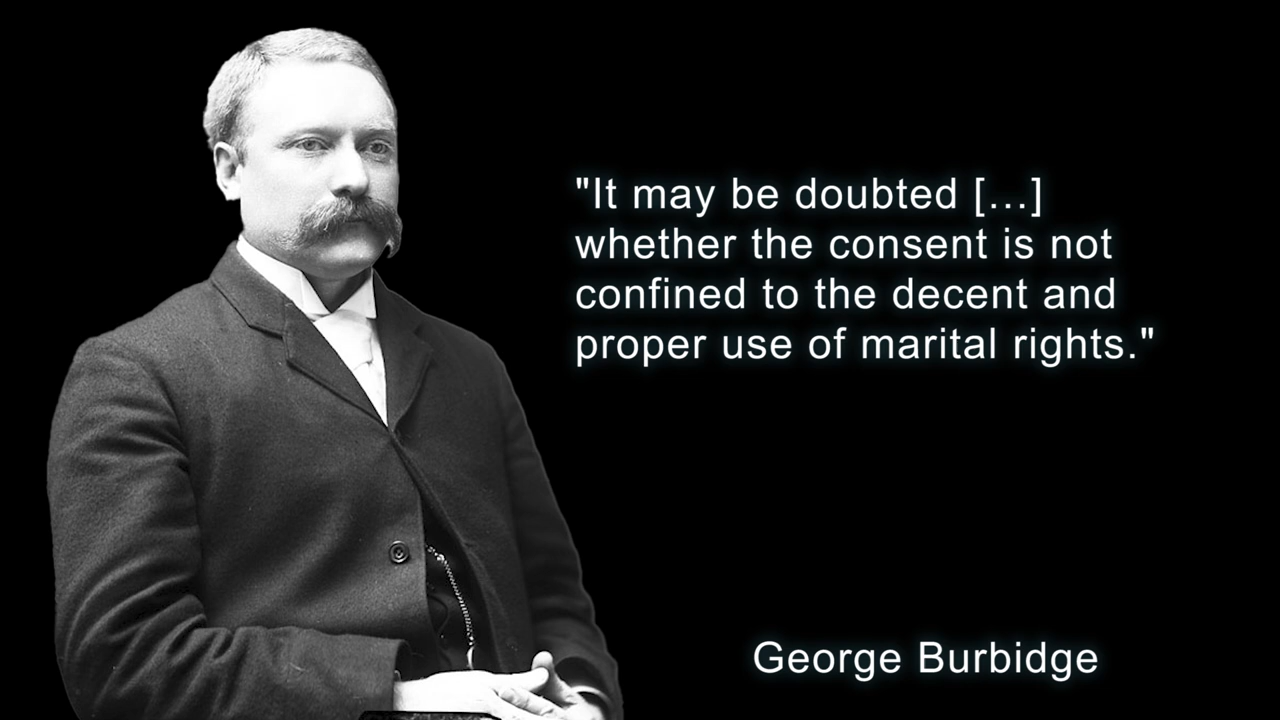 "It may be doubted […]
whether the consent is not
confined to the decent and
proper use of marital rights."
George Burbidge